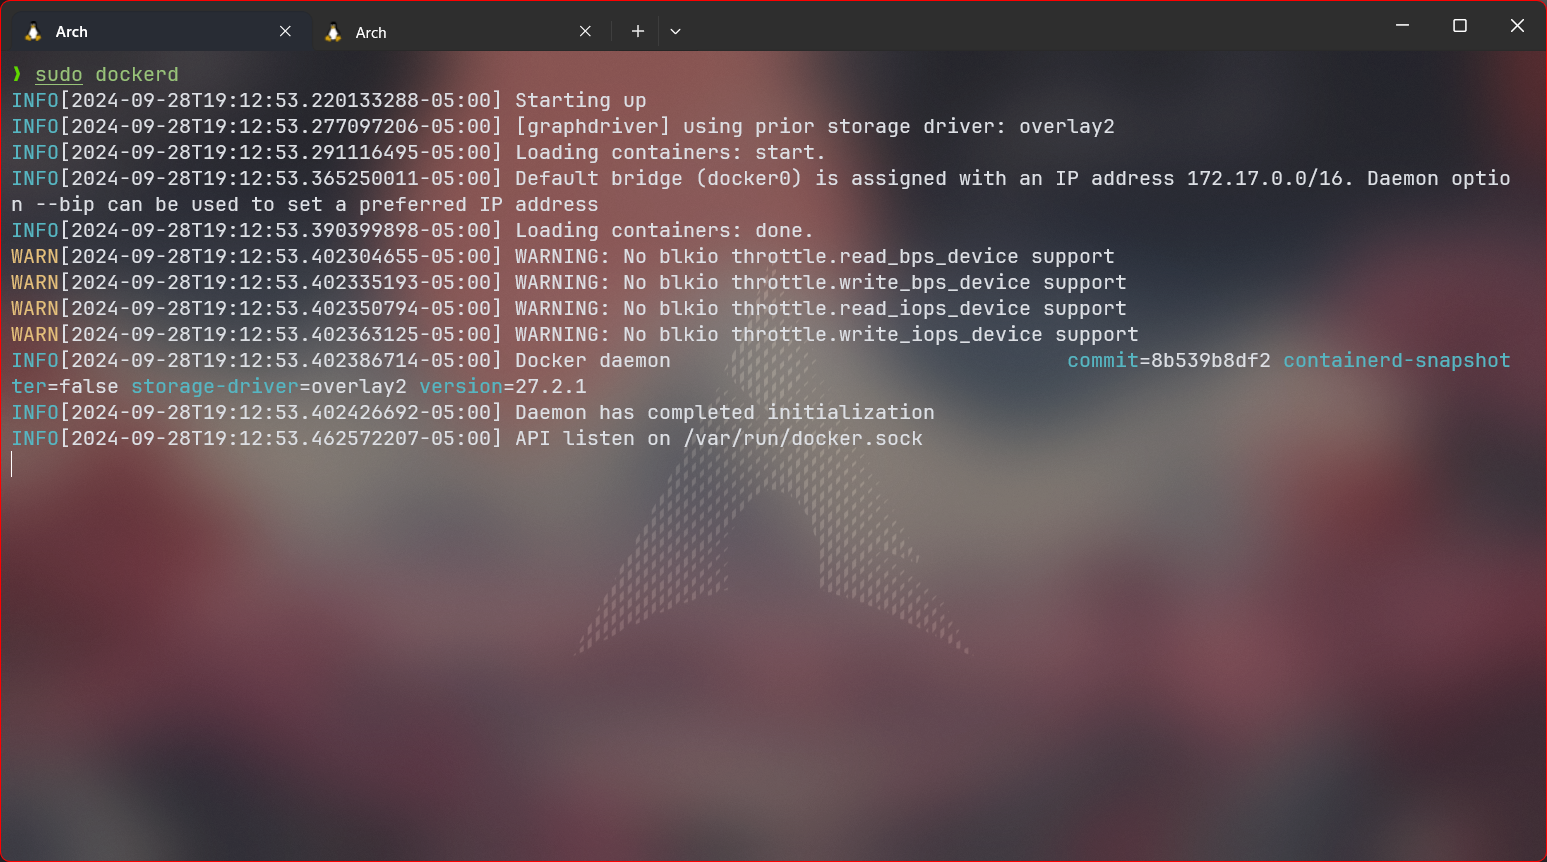 Arch
Arch
❱ sudo dockerd
INFO[2024-09-28T19:12:53.220133288-05:00] Starting up
INFO[2024-09-28T19:12:53.277097206-05:00] [graphdriver] using prior storage driver: overlay2
INFO[2024-09-28T19:12:53.291116495-05:00] Loading containers: start.
INFO[2024-09-28T19:12:53.365250011-05:00] Default bridge (docker0) is assigned with an IP address 172.17.0.0/16. Daemon optio
n --bip can be used to set a preferred IP address
INFO[2024-09-28T19:12:53.390399898-05:00] Loading containers: done.
WARN[2024-09-28T19:12:53.402304655-05:00] WARNING: No blkio throttle.read_bps_device support
WARN[2024-09-28T19:12:53.402335193-05:00] WARNING: No blkio throttle.write_bps_device support
WARN[2024-09-28T19:12:53.402350794-05:00] WARNING: No blkio throttle.read_iops_device support
WARN[2024-09-28T19:12:53.402363125-05:00] WARNING: No blkio throttle.write_iops_device support
INFO[2024-09-28T19:12:53.402386714-05:00] Docker daemon                                 commit=8b539b8df2 containerd-snapshot
ter=false storage-driver=overlay2 version=27.2.1
INFO[2024-09-28T19:12:53.402426692-05:00] Daemon has completed initialization
INFO[2024-09-28T19:12:53.462572207-05:00] API listen on /var/run/docker.sock